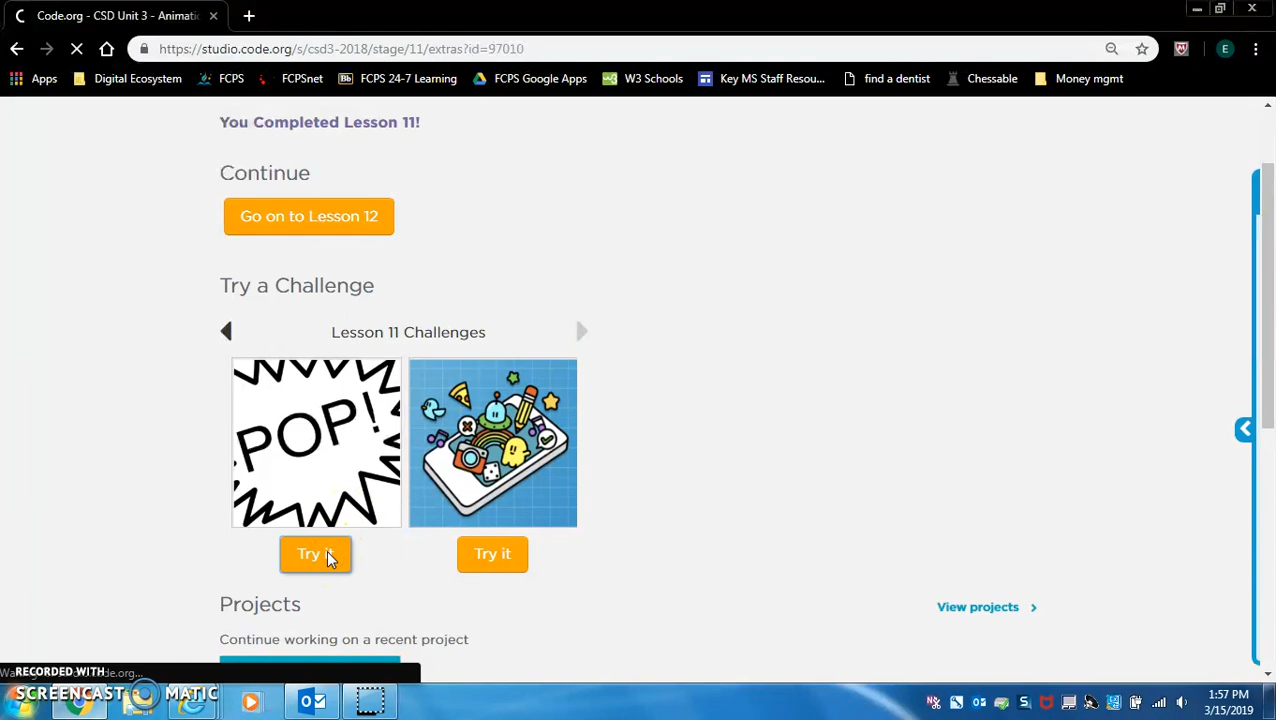 Code.org - CSD Unit 3 - Animatic
https://studio.code.org/s/csd3-2018/stage/11/extras?id=97010
E
Apps Digital Ecosystem FCPS FCPSnet Bb FCPS 24-7 Learning FCPS Google Apps W3 Schools Key MS Staff Resou... find a dentist Chessable Money mgmt
You Completed Lesson 11!
Continue
Go on to Lesson 12
Try a Challenge
Lesson 11 Challenges
POP!
Try it Try it
Projects
View projects
Continue working on a recent project
RECORDED WITH
SCREENCAST MATIC
1:57 PM
3/15/2019